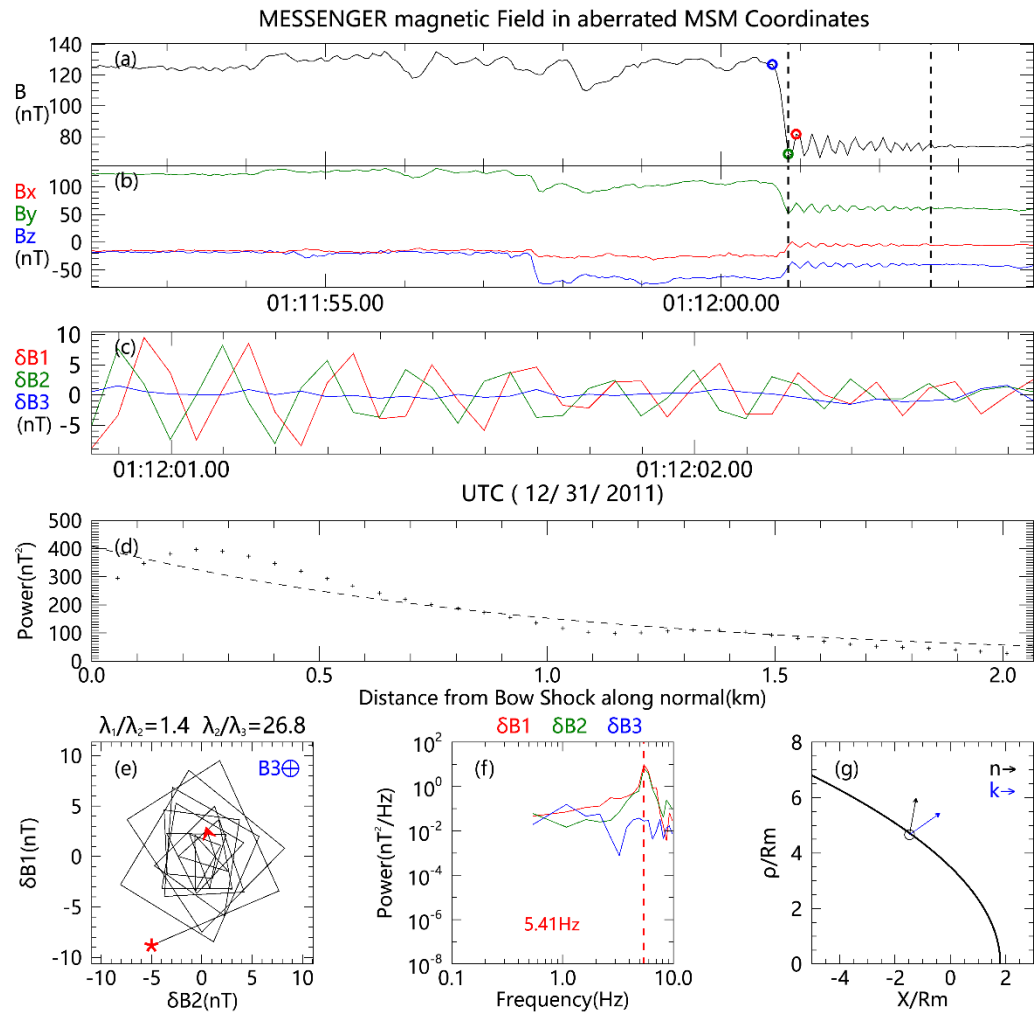 MESSENGER magnetic Field in aberrated MSM Coordinates
140
120
100
80
B
(nT)
(a)
100
50
0
-50
Bx
By
Bz
(nT)
(b)
01:11:55.00 01:12:00.00
10
5
0
-5
δB1
δB2
δB3
(nT)
(c)
01:12:01.00 01:12:02.00
UTC ( 12/ 31/ 2011)
500
400
300
200
100
0
Power(nT²)
(d)
0.0 0.5 1.0 1.5 2.0
Distance from Bow Shock along normal(km)
λ₁/λ₂=1.4 λ₂/λ₃=26.8
10
5
0
-5
-10
δB1(nT)
(e)
B3⊕
-10 -5 0 5 10
δB2(nT)
δB1 δB2 δB3
10²
10⁰
10⁻²
10⁻⁴
10⁻⁶
10⁻⁸
Power(nT²/Hz)
(f)
5.41Hz
0.1 1.0 10.0
Frequency(Hz)
8
6
4
2
0
ρ/Rm
(g)
n→
k→
-4 -2 0 2
X/Rm